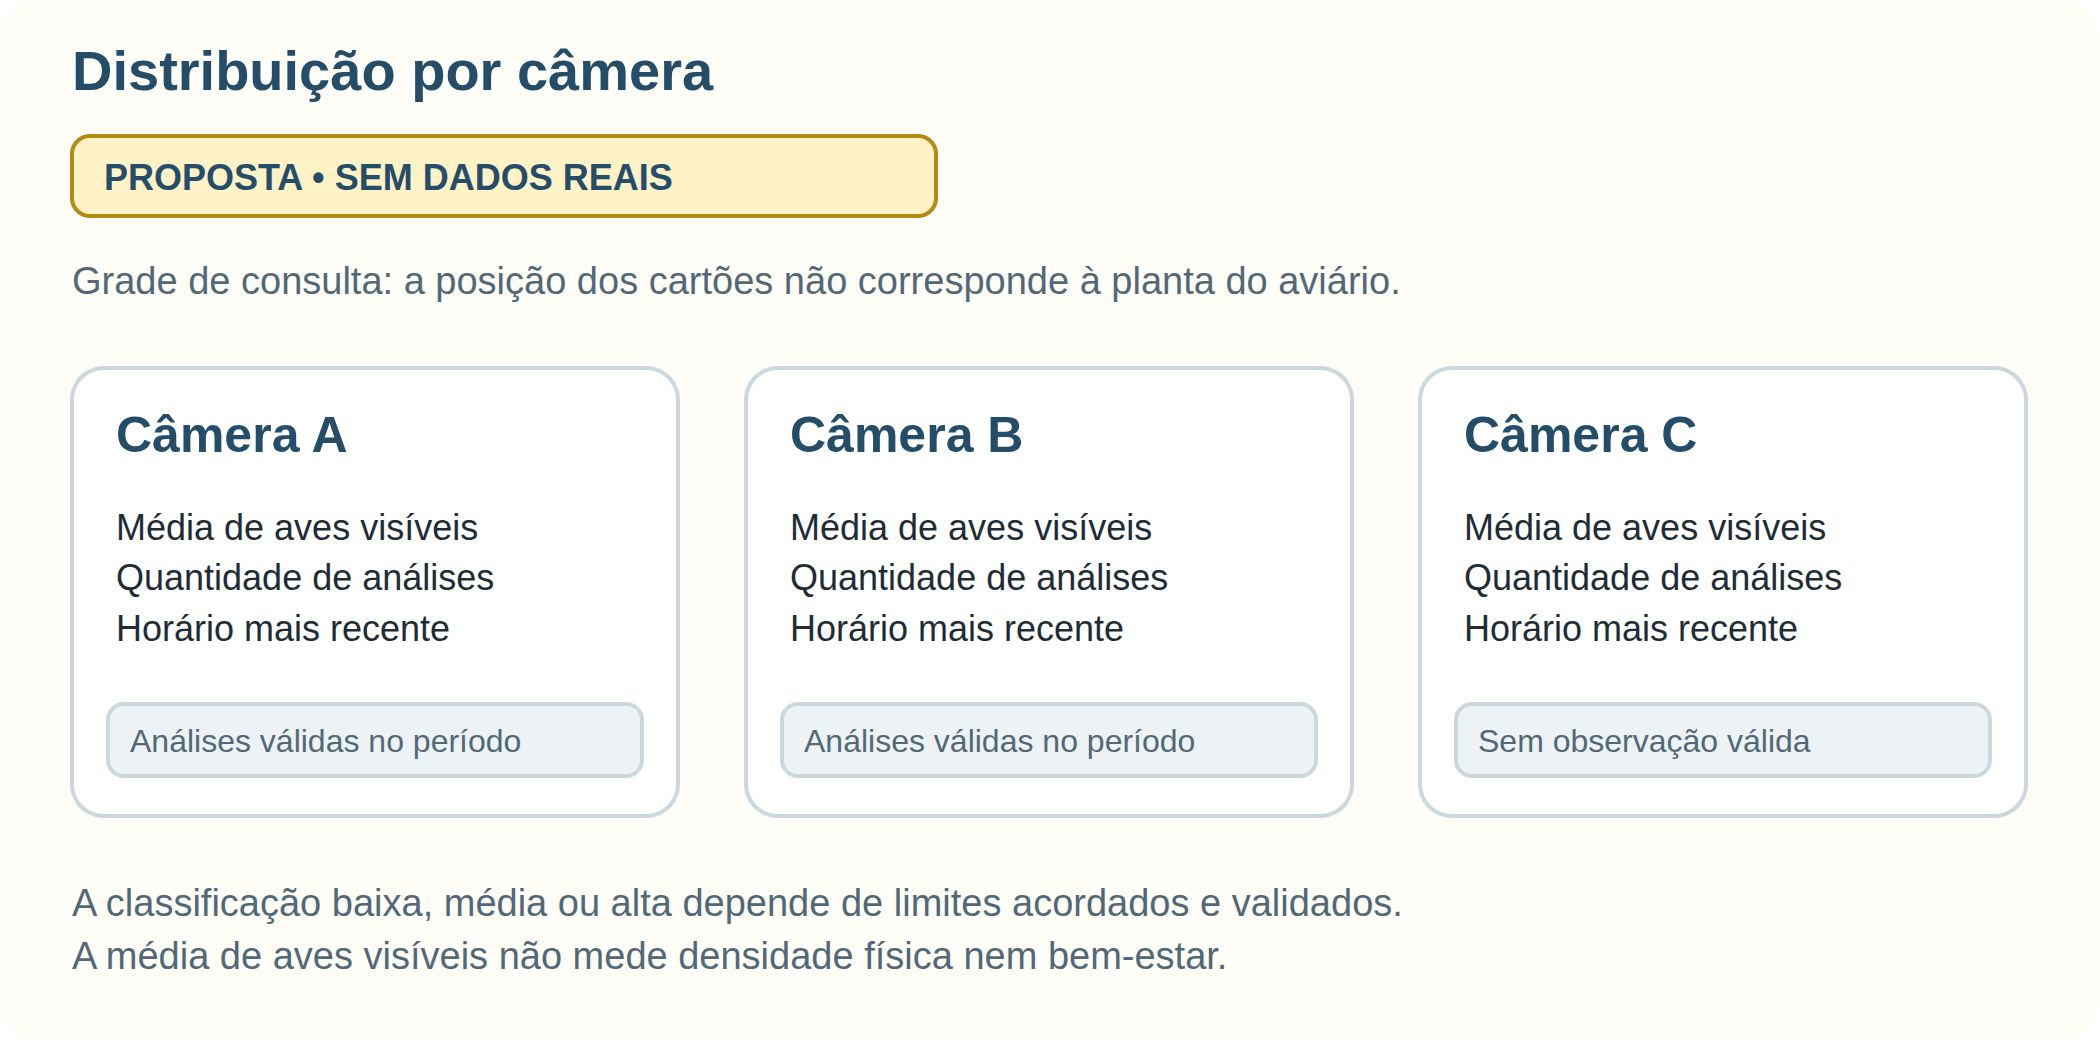 Distribuição por câmera
PROPOSTA • SEM DADOS REAIS
Grade de consulta: a posição dos cartões não corresponde à planta do aviário.
Câmera A
Média de aves visíveis
Quantidade de análises
Horário mais recente
Análises válidas no período
Câmera B
Média de aves visíveis
Quantidade de análises
Horário mais recente
Análises válidas no período
Câmera C
Média de aves visíveis
Quantidade de análises
Horário mais recente
Sem observação válida
A classificação baixa, média ou alta depende de limites acordados e validados.
A média de aves visíveis não mede densidade física nem bem-estar.